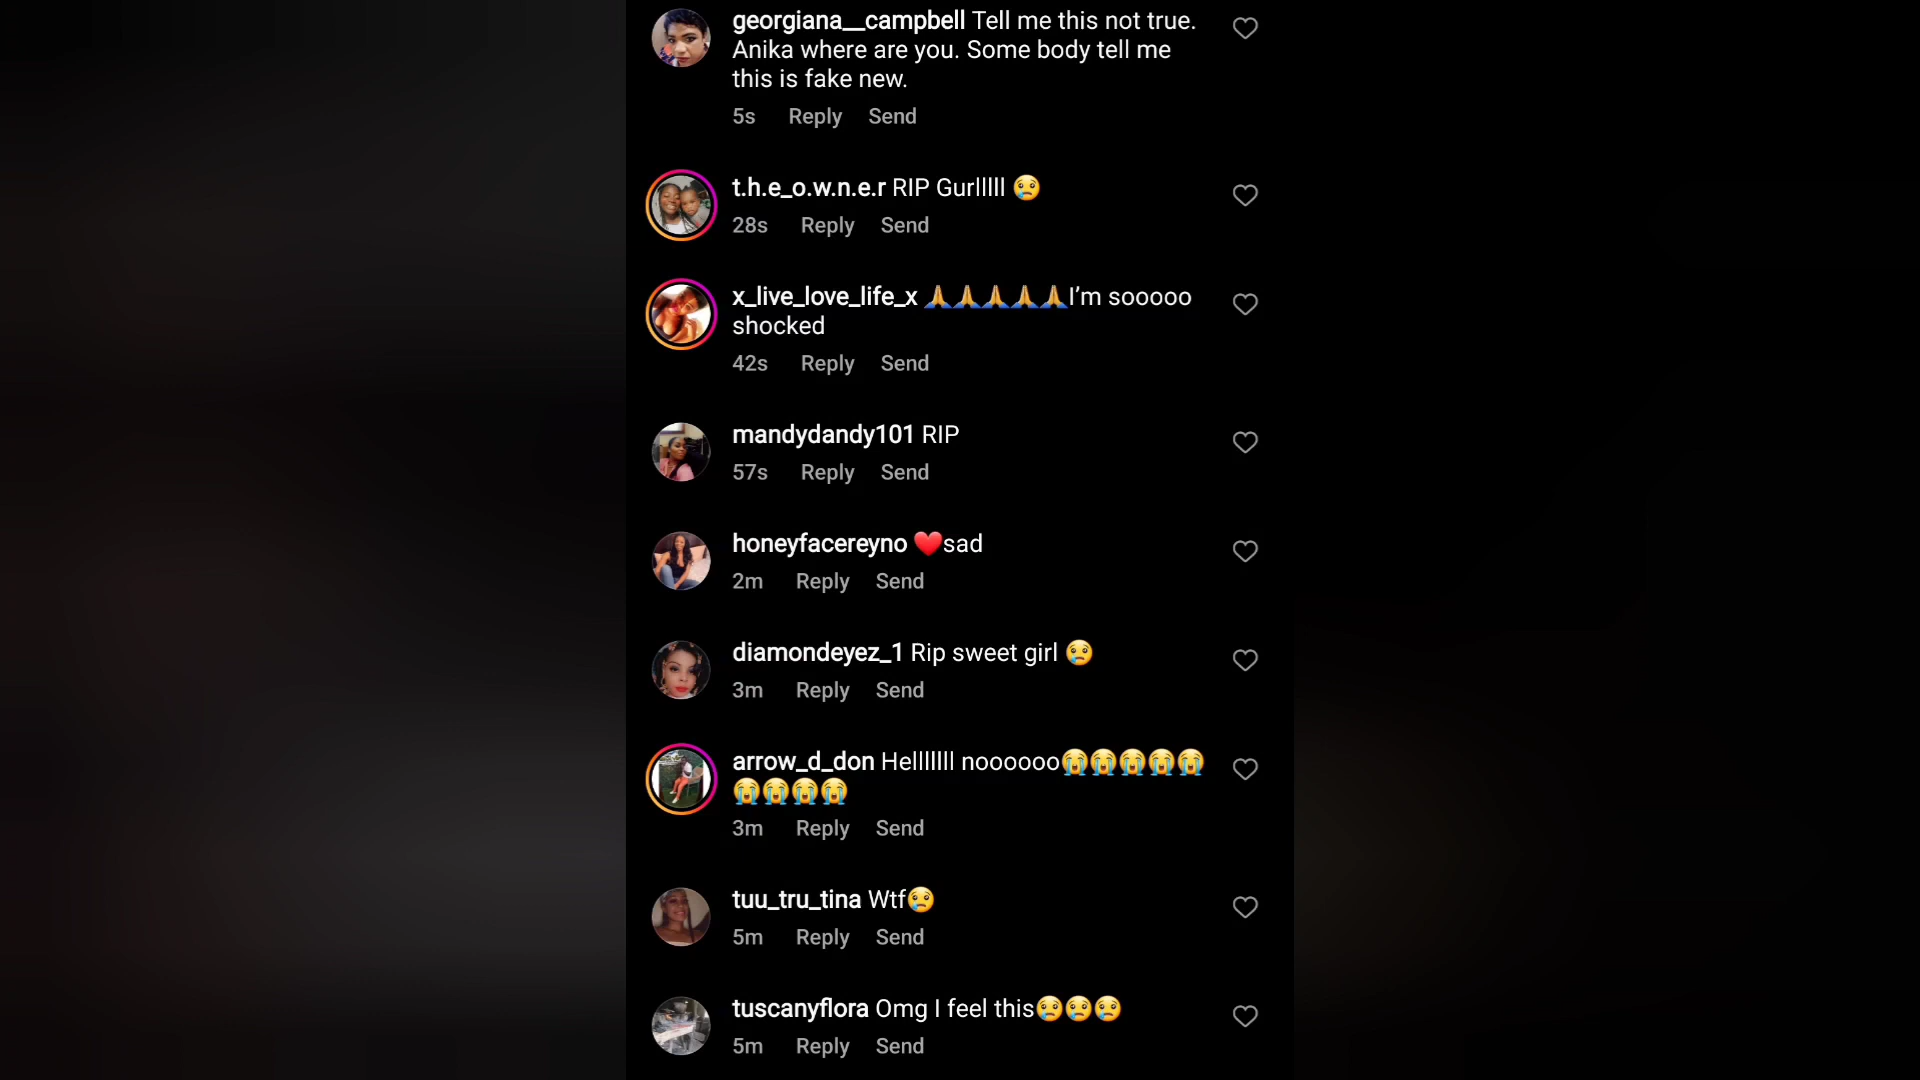 georgiana__campbell Tell me this not true.
Anika where are you. Some body tell me
this is fake new.
5s Reply Send
t.h.e_o.w.n.e.r RIP Gurlllll 😢
28s Reply Send
x_live_love_life_x 🙏🙏🙏🙏🙏I'm sooooo
shocked
42s Reply Send
mandydandy101 RIP
57s Reply Send
honeyfacereyno ❤️sad
2m Reply Send
diamondeyez_1 Rip sweet girl 😢
3m Reply Send
arrow_d_don Helllllll noooooo😭😭😭😭😭
😭😭😭😭
3m Reply Send
tuu_tru_tina Wtf😢
5m Reply Send
tuscanyflora Omg I feel this😢😢😢
5m Reply Send